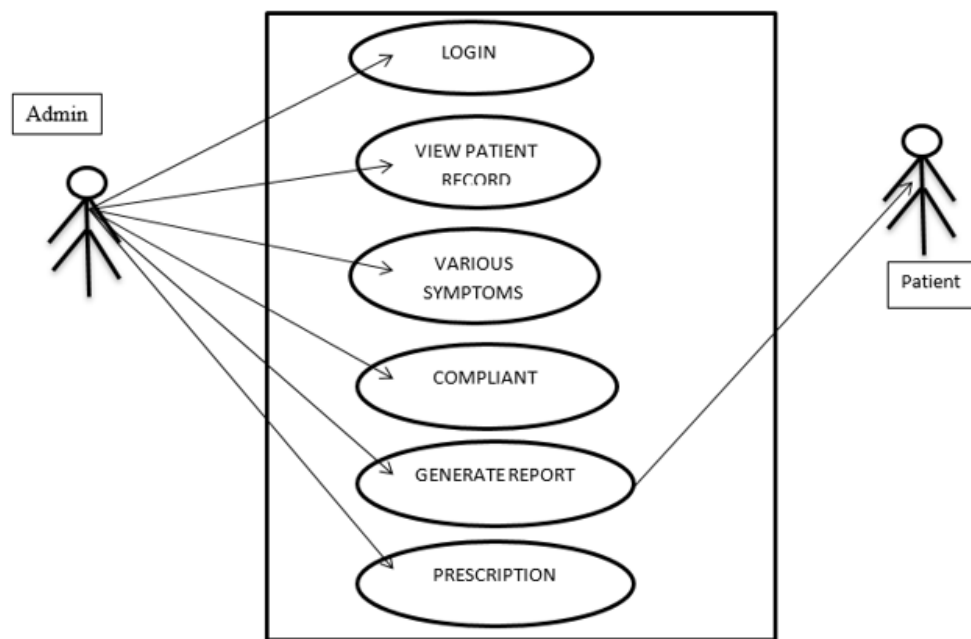 LOGIN
Admin
VIEW PATIENT
RECORD
VARIOUS
SYMPTOMS
Patient
COMPLIANT
GENERATE REPORT
PRESCRIPTION